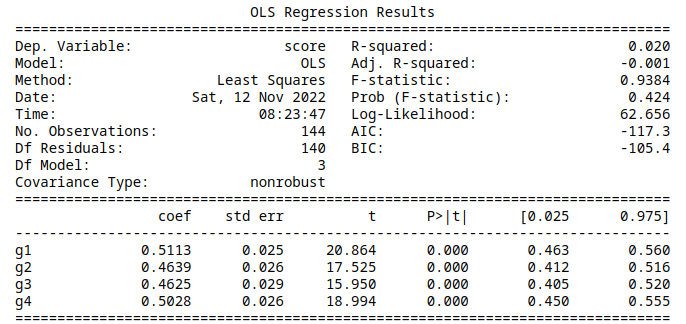 OLS Regression Results
==============================================================================
Dep. Variable:                  score   R-squared:                       0.020
Model:                            OLS   Adj. R-squared:                 -0.001
Method:                 Least Squares   F-statistic:                    0.9384
Date:                Sat, 12 Nov 2022   Prob (F-statistic):              0.424
Time:                        08:23:47   Log-Likelihood:                 62.656
No. Observations:                 144   AIC:                            -117.3
Df Residuals:                     140   BIC:                            -105.4
Df Model:                           3
Covariance Type:            nonrobust
==============================================================================
                 coef    std err          t      P>|t|      [0.025      0.975]
------------------------------------------------------------------------------
g1             0.5113      0.025     20.864      0.000       0.463       0.560
g2             0.4639      0.026     17.525      0.000       0.412       0.516
g3             0.4625      0.029     15.950      0.000       0.405       0.520
g4             0.5028      0.026     18.994      0.000       0.450       0.555
==============================================================================